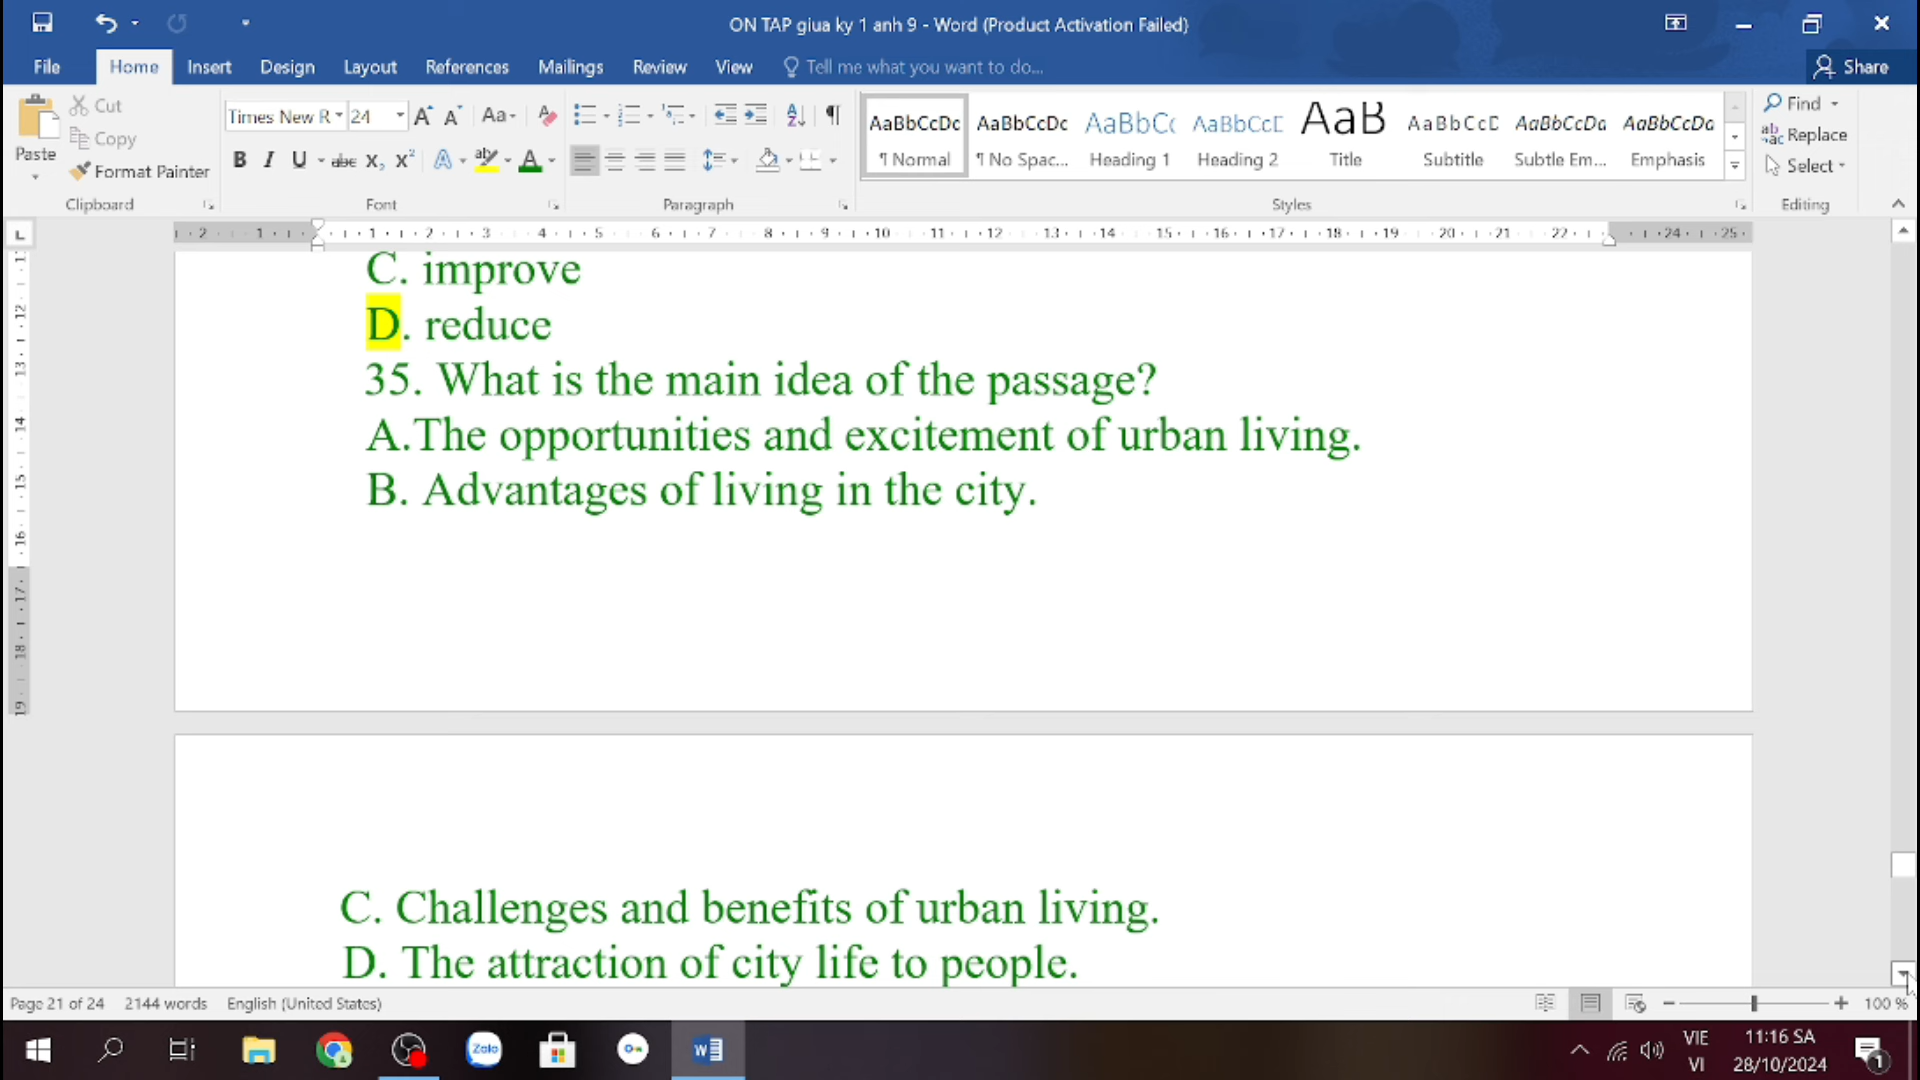 ON TAP giua ky 1 anh 9 - Word (Product Activation Failed)
File Home Insert Design Layout References Mailings Review View Tell me what you want to do... Share
Cut
Copy
Format Painter
Paste
Clipboard
Times New R 24
Font
Paragraph
AaBbCcDc AaBbCcDc AaBbCc AaBbCcD AaB AaBbCcD AaBbCcDa AaBbCcDa
¶ Normal ¶ No Spac... Heading 1 Heading 2 Title Subtitle Subtle Em... Emphasis
Styles
Find
Replace
Select
Editing
C. improve
D. reduce
35. What is the main idea of the passage?
A.The opportunities and excitement of urban living.
B. Advantages of living in the city.
C. Challenges and benefits of urban living.
D. The attraction of city life to people.
Page 21 of 24 2144 words English (United States) 100 %
Zalo
VIE
VI
11:16 SA
28/10/2024
1